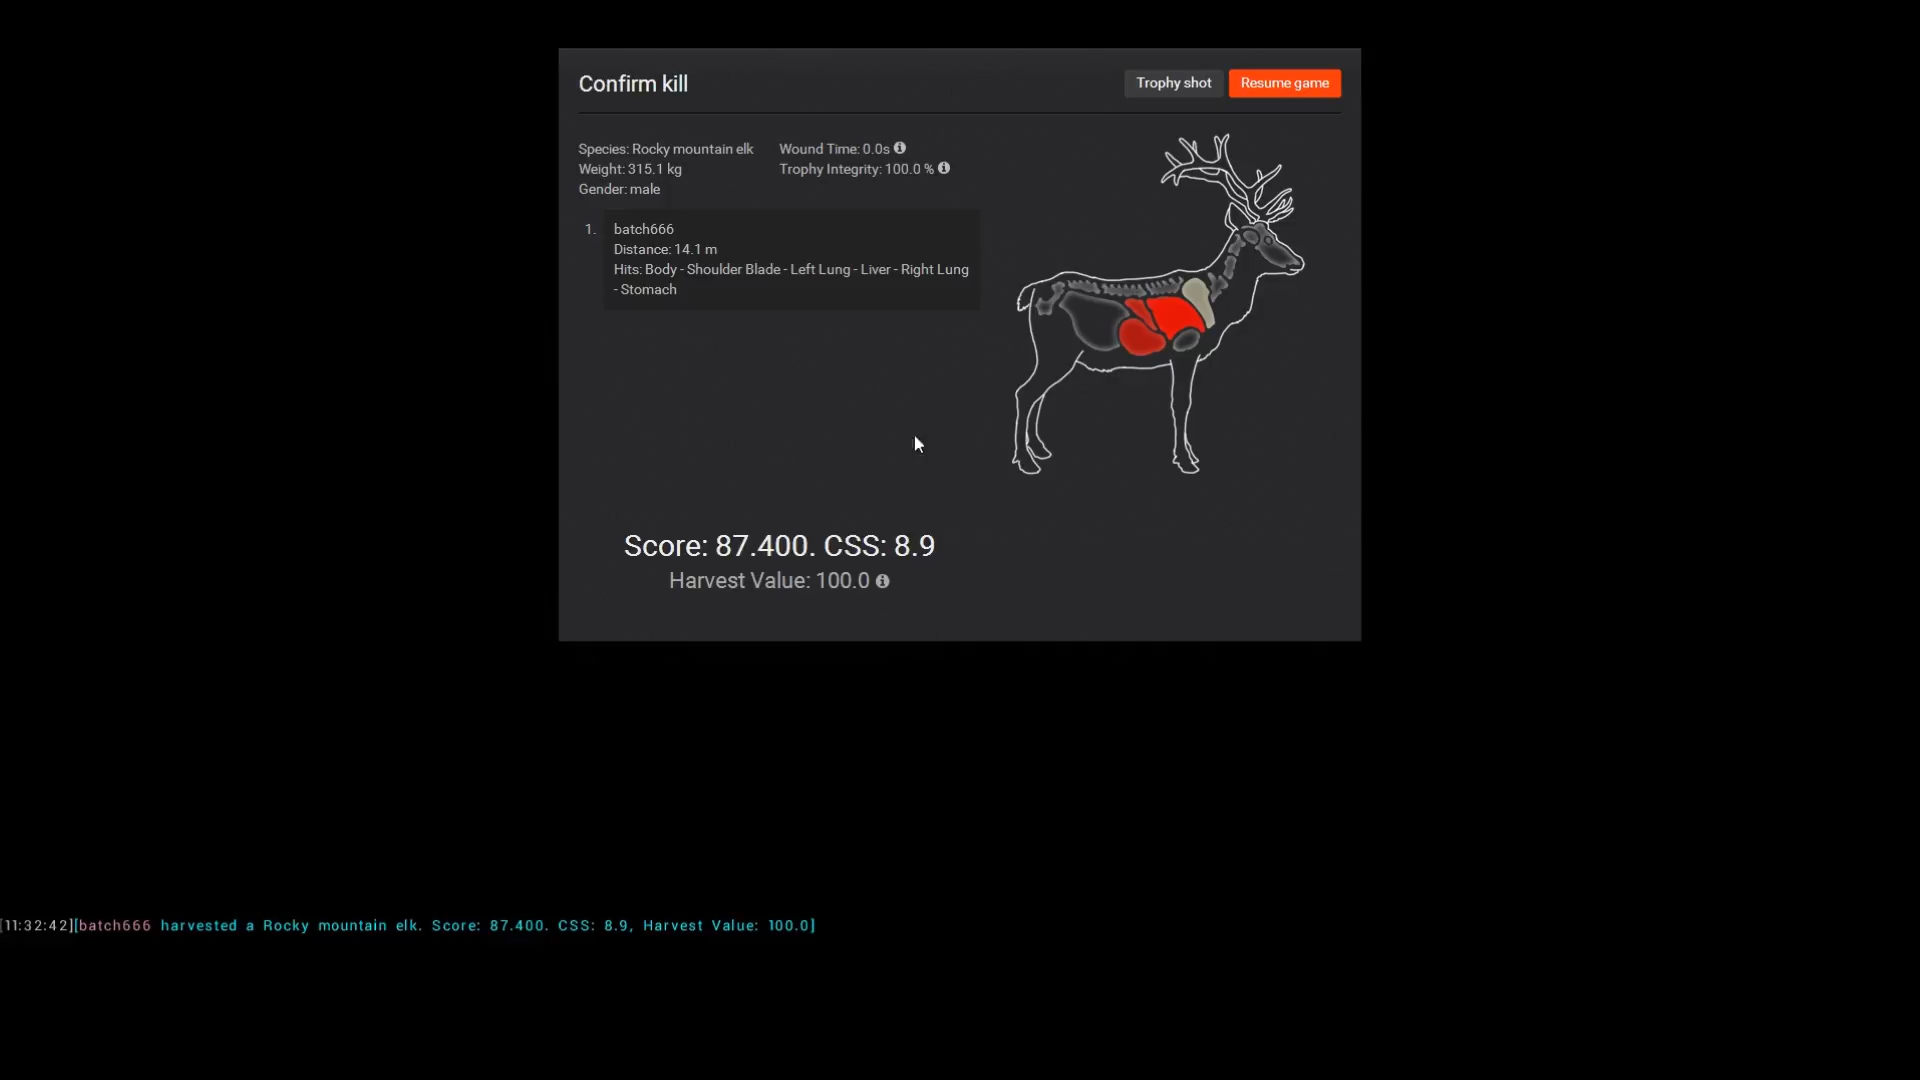 Confirm kill
Trophy shot
Resume game
Species: Rocky mountain elk
Weight: 315.1 kg
Gender: male
Wound Time: 0.0s
Trophy Integrity: 100.0 %
1.
batch666
Distance: 14.1 m
Hits: Body - Shoulder Blade - Left Lung - Liver - Right Lung
- Stomach
Score: 87.400. CSS: 8.9
Harvest Value: 100.0
[11:32:42][batch666 harvested a Rocky mountain elk. Score: 87.400. CSS: 8.9, Harvest Value: 100.0]